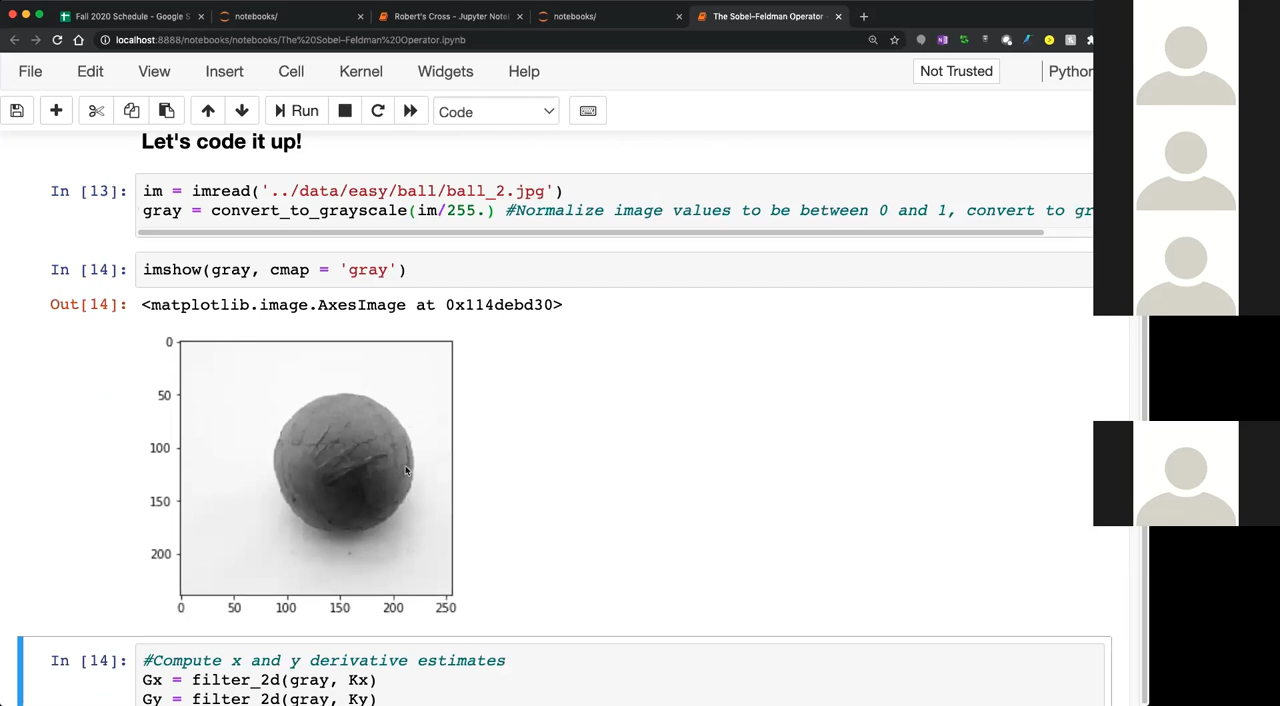 Fall 2020 Schedule - Google S
notebooks/
Robert's Cross - Jupyter Note
notebooks/
The Sobel–Feldman Operator
localhost:8888/notebooks/notebooks/The%20Sobel–Feldman%20Operator.ipynb
File Edit View Insert Cell Kernel Widgets Help
Not Trusted
Python
Run
Code
Let's code it up!
In [13]: im = imread('../data/easy/ball/ball_2.jpg')
gray = convert_to_grayscale(im/255.) #Normalize image values to be between 0 and 1, convert to gr
In [14]: imshow(gray, cmap = 'gray')
Out[14]: <matplotlib.image.AxesImage at 0x114debd30>
0
50
100
150
200
0 50 100 150 200 250
In [14]: #Compute x and y derivative estimates
Gx = filter_2d(gray, Kx)
Gy = filter_2d(gray, Ky)